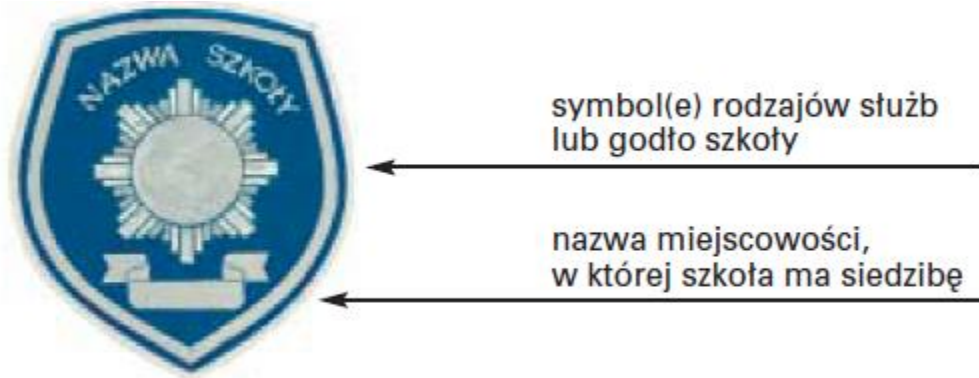 NAZWA SZKOŁY
symbol(e) rodzajów służb
lub godło szkoły
nazwa miejscowości,
w której szkoła ma siedzibę